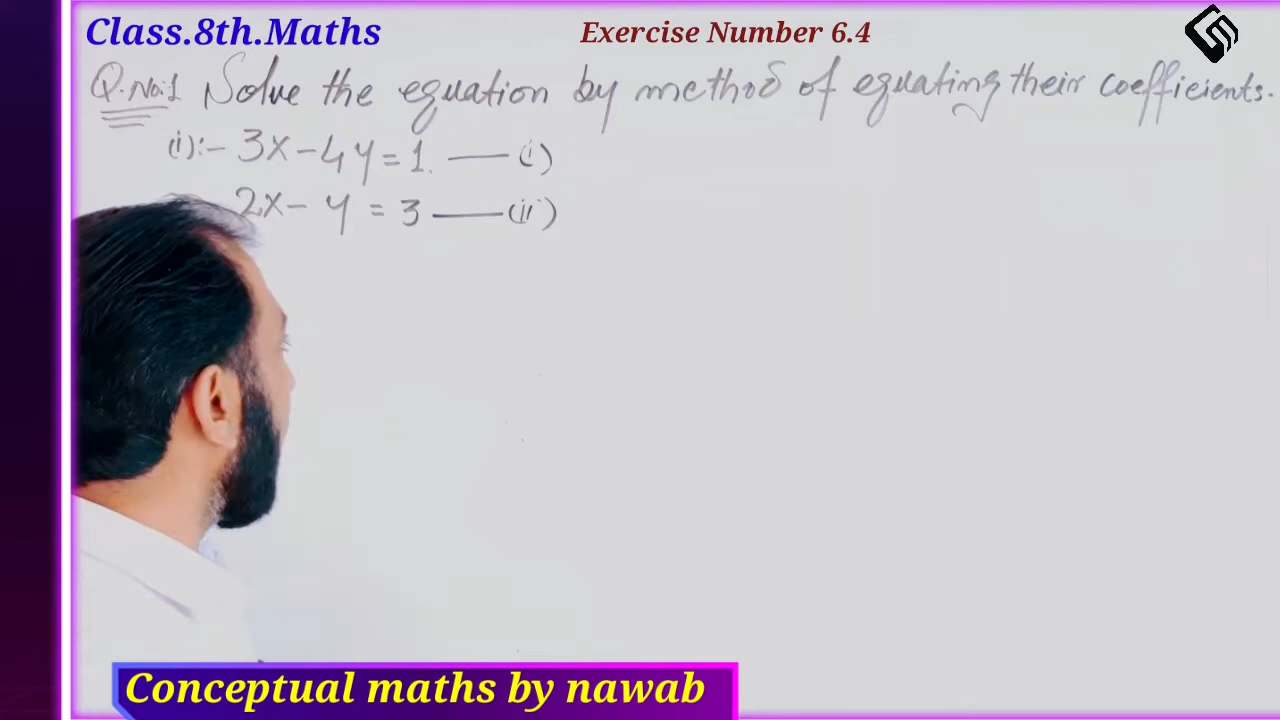 Class.8th.Maths
Exercise Number 6.4
Q.No:1 Solve the equation by method of equating their coefficients.
(i):- 3x-4y=1. —— (i)
2x- y = 3 —— (ii)
Conceptual maths by nawab